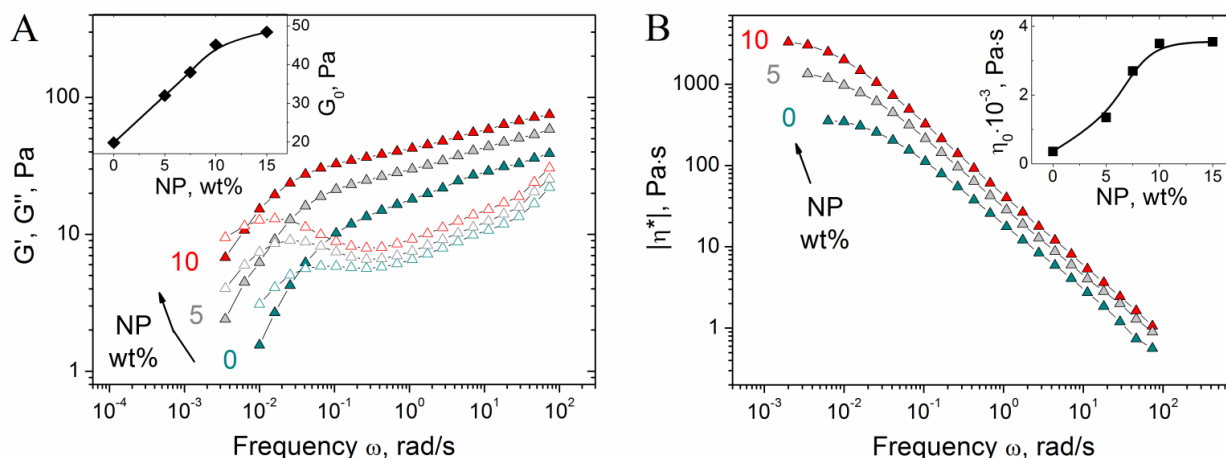 A
50
40
30
20
G₀, Pa
0 5 10 15
NP, wt%
100
10
1
G', G'', Pa
10
5
0
NP
wt%
10⁻⁴ 10⁻³ 10⁻² 10⁻¹ 10⁰ 10¹ 10²
Frequency ω, rad/s
B
4
2
0
η₀·10⁻³, Pa·s
0 5 10 15
NP, wt%
1000
100
10
1
|η*|, Pa·s
10
5
0
NP
wt%
10⁻³ 10⁻² 10⁻¹ 10⁰ 10¹ 10² 10³
Frequency ω, rad/s